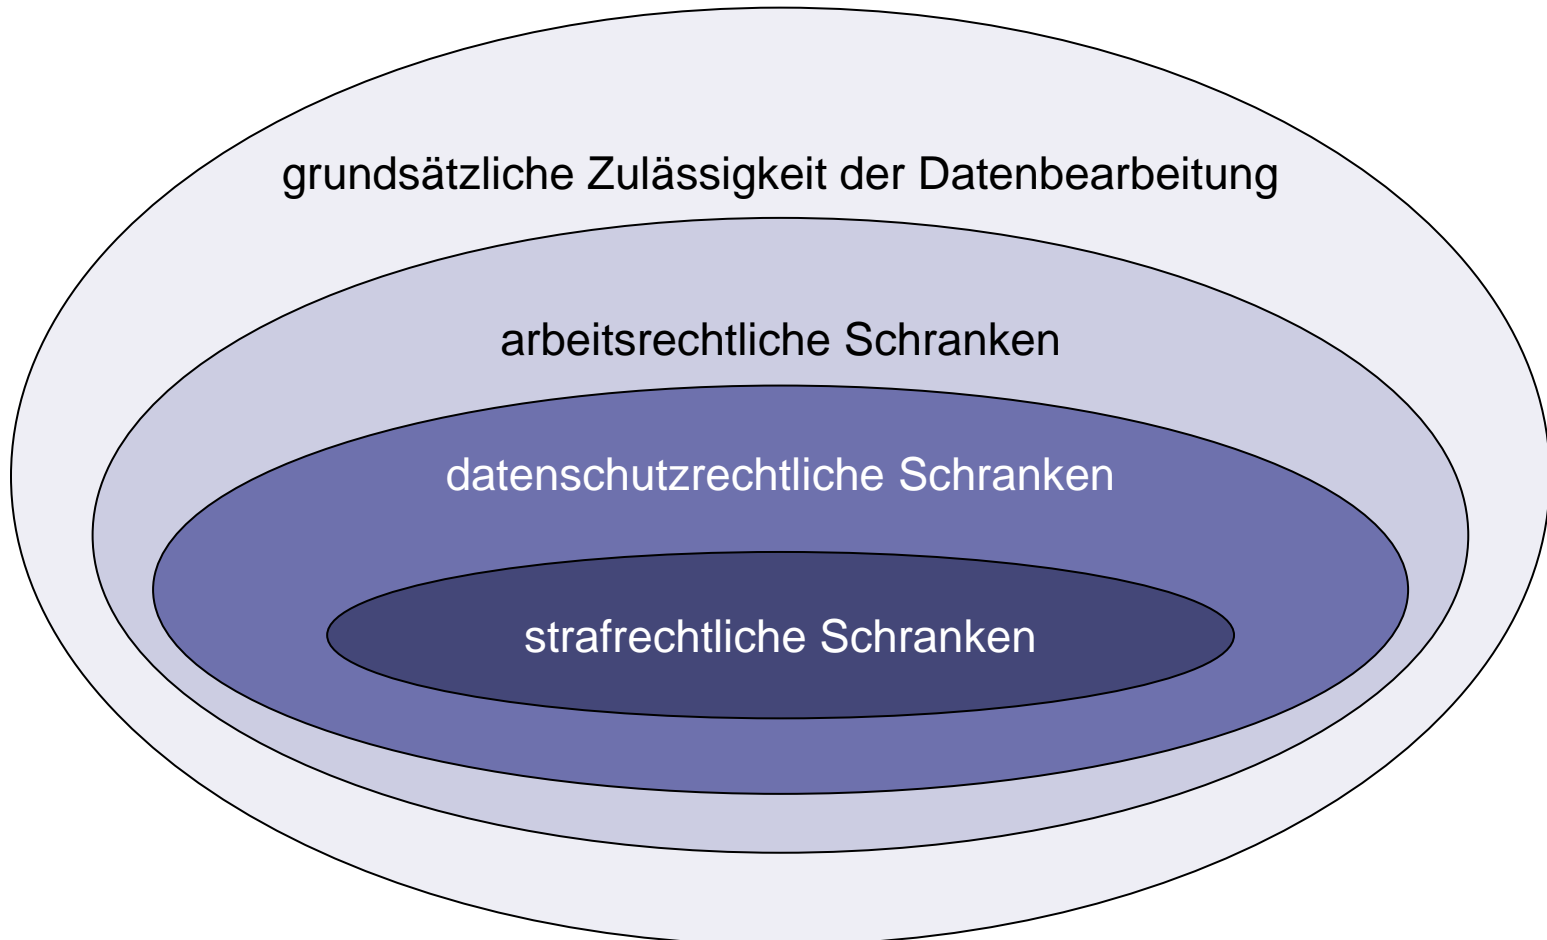 grundsätzliche Zulässigkeit der Datenbearbeitung
arbeitsrechtliche Schranken
datenschutzrechtliche Schranken
strafrechtliche Schranken